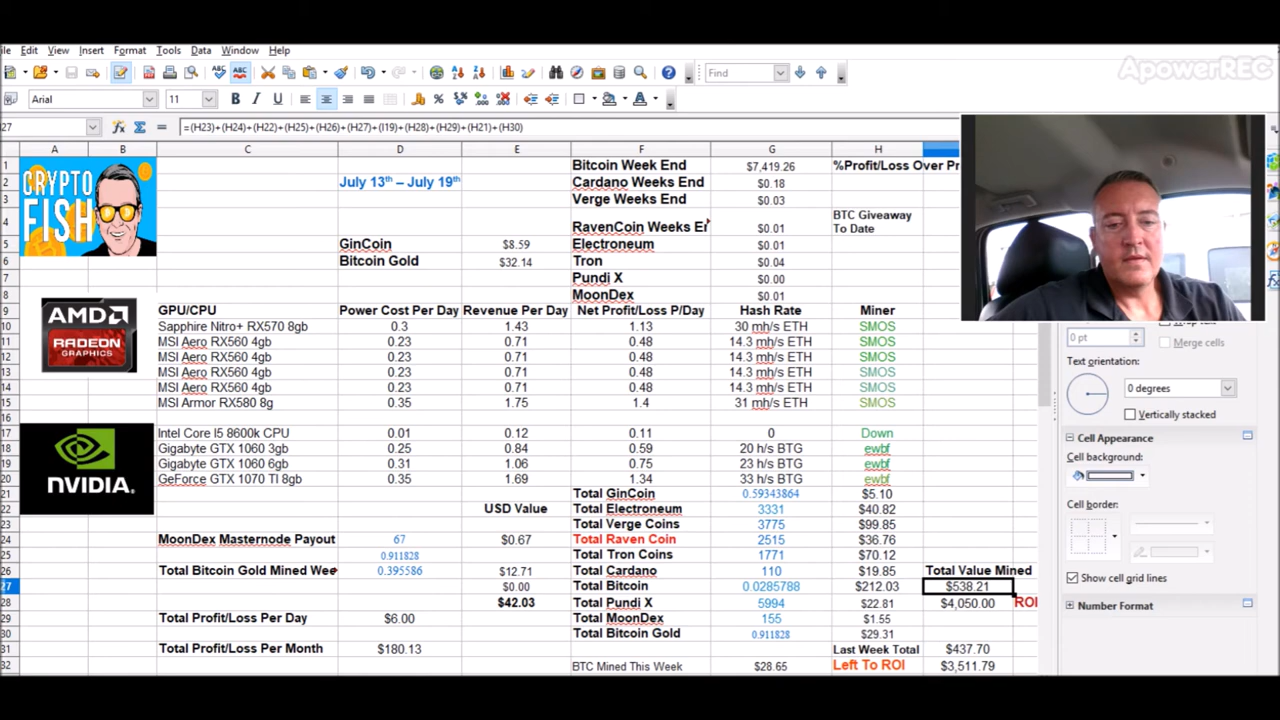 ile Edit View Insert Format Tools Data Window Help
ApowerREC
Find
Arial 11
27 =(H23)+(H24)+(H22)+(H25)+(H26)+(H27)+(I19)+(H28)+(H29)+(H21)+(H30)
A B C D E F G H
1 Bitcoin Week End $7,419.26 %Profit/Loss Over Pr
2 July 13th – July 19th Cardano Weeks End $0.18
3 Verge Weeks End $0.03
4 RavenCoin Weeks Er $0.01 BTC Giveaway
To Date
5 GinCoin $8.59 Electroneum $0.01
6 Bitcoin Gold $32.14 Tron $0.04
7 Pundi X $0.00
8 MoonDex $0.01
CRYPTO
FISH
9 GPU/CPU Power Cost Per Day Revenue Per Day Net Profit/Loss P/Day Hash Rate Miner
10 Sapphire Nitro+ RX570 8gb 0.3 1.43 1.13 30 mh/s ETH SMOS
11 MSI Aero RX560 4gb 0.23 0.71 0.48 14.3 mh/s ETH SMOS
12 MSI Aero RX560 4gb 0.23 0.71 0.48 14.3 mh/s ETH SMOS
13 MSI Aero RX560 4gb 0.23 0.71 0.48 14.3 mh/s ETH SMOS
14 MSI Aero RX560 4gb 0.23 0.71 0.48 14.3 mh/s ETH SMOS
15 MSI Armor RX580 8g 0.35 1.75 1.4 31 mh/s ETH SMOS
AMD
RADEON
GRAPHICS
16
17 Intel Core I5 8600k CPU 0.01 0.12 0.11 0 Down
18 Gigabyte GTX 1060 3gb 0.25 0.84 0.59 20 h/s BTG ewbf
19 Gigabyte GTX 1060 6gb 0.31 1.06 0.75 23 h/s BTG ewbf
20 GeForce GTX 1070 TI 8gb 0.35 1.69 1.34 33 h/s BTG ewbf
NVIDIA.
21 Total GinCoin 0.59343864 $5.10
22 USD Value Total Electroneum 3331 $40.82
23 Total Verge Coins 3775 $99.85
24 MoonDex Masternode Payout 67 $0.67 Total Raven Coin 2515 $36.76
25 0.911828 Total Tron Coins 1771 $70.12
26 Total Bitcoin Gold Mined Wee 0.395586 $12.71 Total Cardano 110 $19.85 Total Value Mined
27 $0.00 Total Bitcoin 0.0285788 $212.03 $538.21
28 $42.03 Total Pundi X 5994 $22.81 $4,050.00 ROI
29 Total Profit/Loss Per Day $6.00 Total MoonDex 155 $1.55
30 Total Bitcoin Gold 0.911828 $29.31
31 Total Profit/Loss Per Month $180.13 Last Week Total $437.70
32 BTC Mined This Week $28.65 Left To ROI $3,511.79
0 pt Merge cells
Text orientation:
0 degrees
Vertically stacked
Cell Appearance
Cell background:
Cell border:
Show cell grid lines
Number Format